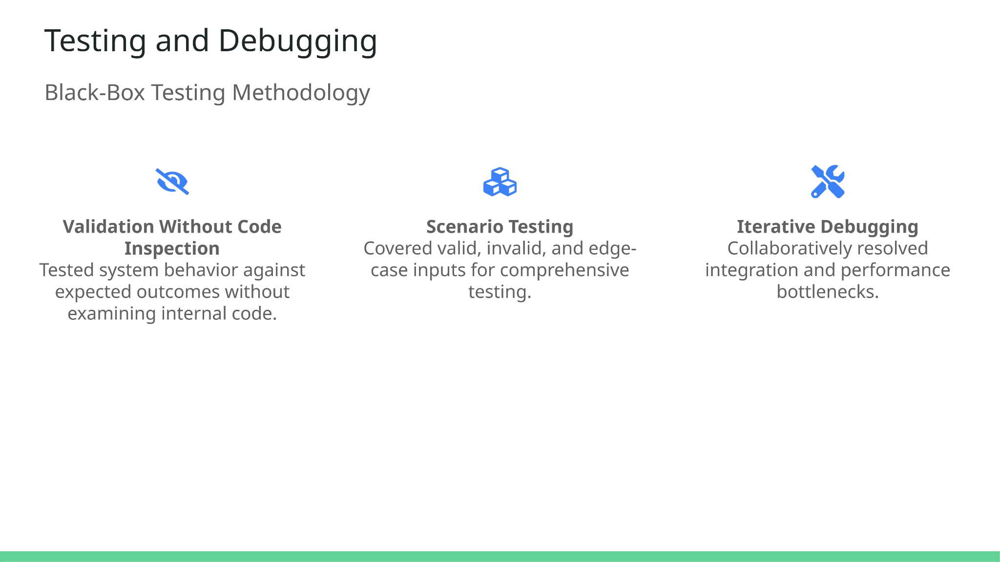 Testing and Debugging
Black-Box Testing Methodology
Validation Without Code
Inspection
Tested system behavior against
expected outcomes without
examining internal code.
Scenario Testing
Covered valid, invalid, and edge-
case inputs for comprehensive
testing.
Iterative Debugging
Collaboratively resolved
integration and performance
bottlenecks.